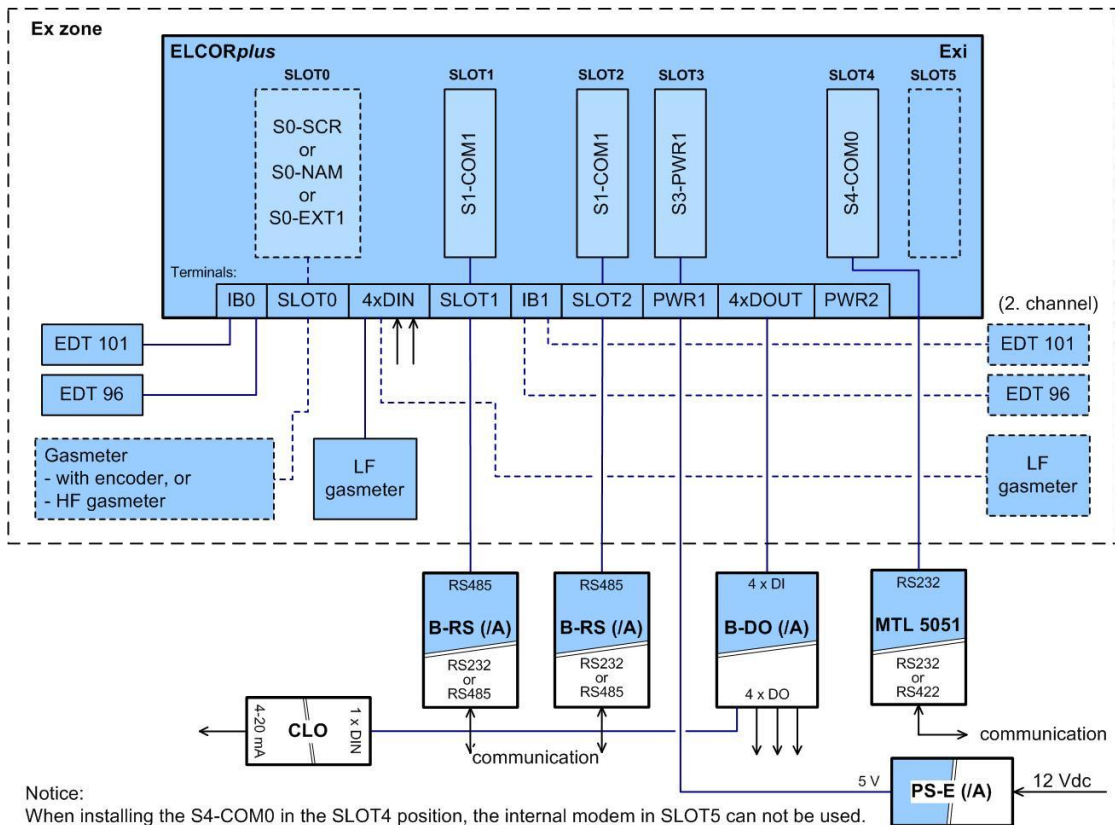 Ex zone
ELCORplus
Exi
SLOT0
SLOT1
SLOT2
SLOT3
SLOT4
SLOT5
S0-SCR
or
S0-NAM
or
S0-EXT1
S1-COM1
S1-COM1
S3-PWR1
S4-COM0
Terminals:
IB0
SLOT0
4xDIN
SLOT1
IB1
SLOT2
PWR1
4xDOUT
PWR2
(2. channel)
EDT 101
EDT 96
EDT 101
EDT 96
Gasmeter
- with encoder, or
- HF gasmeter
LF
gasmeter
LF
gasmeter
RS485
B-RS (/A)
RS232
or
RS485
RS485
B-RS (/A)
RS232
or
RS485
4 x DI
B-DO (/A)
4 x DO
RS232
MTL 5051
RS232
or
RS422
4-20 mA
CLO
1 x DIN
communication
communication
5 V
PS-E (/A)
12 Vdc
Notice:
When installing the S4-COM0 in the SLOT4 position, the internal modem in SLOT5 can not be used.